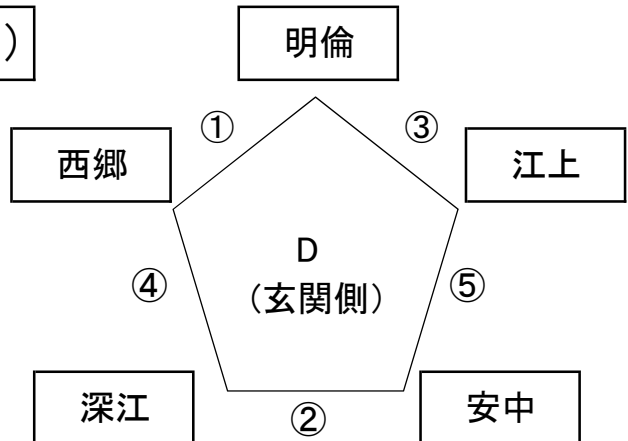 )
明倫
①
③
西郷
江上
D
(玄関側)
④
⑤
深江
②
安中